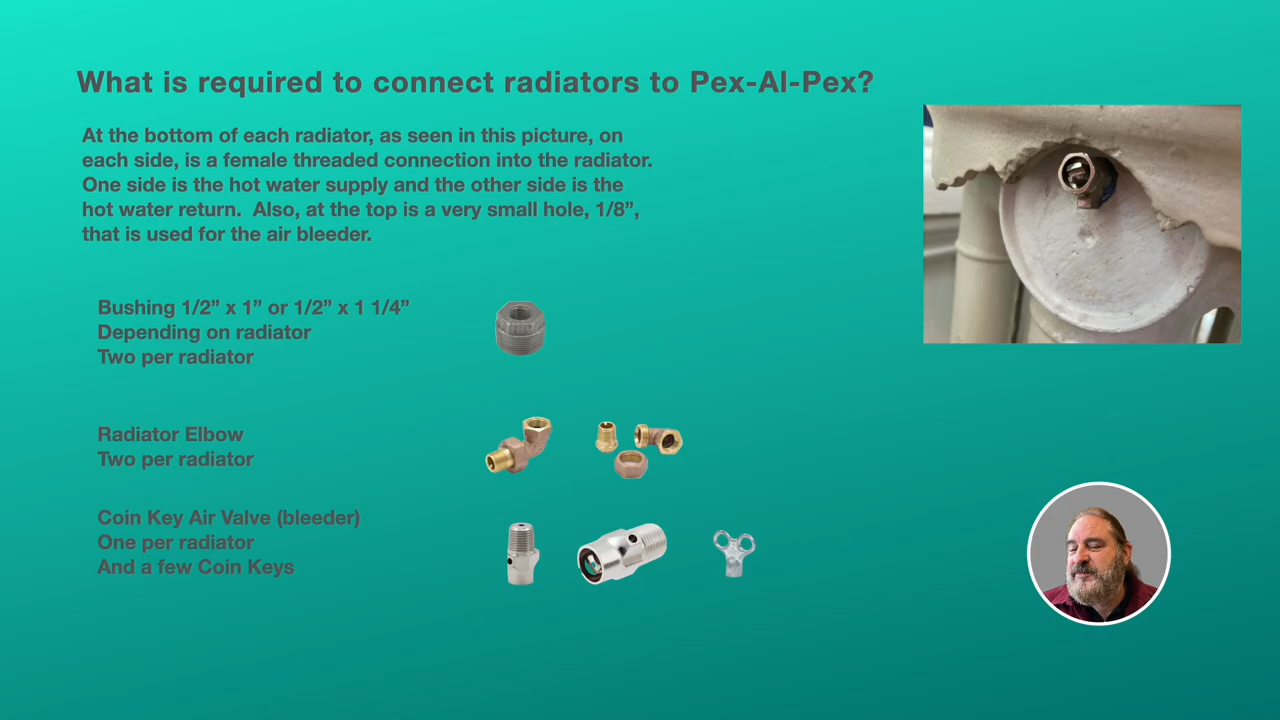 What is required to connect radiators to Pex-Al-Pex?
At the bottom of each radiator, as seen in this picture, on
each side, is a female threaded connection into the radiator.
One side is the hot water supply and the other side is the
hot water return.  Also, at the top is a very small hole, 1/8”,
that is used for the air bleeder.
Bushing 1/2” x 1” or 1/2” x 1 1/4”
Depending on radiator
Two per radiator
Radiator Elbow
Two per radiator
Coin Key Air Valve (bleeder)
One per radiator
And a few Coin Keys